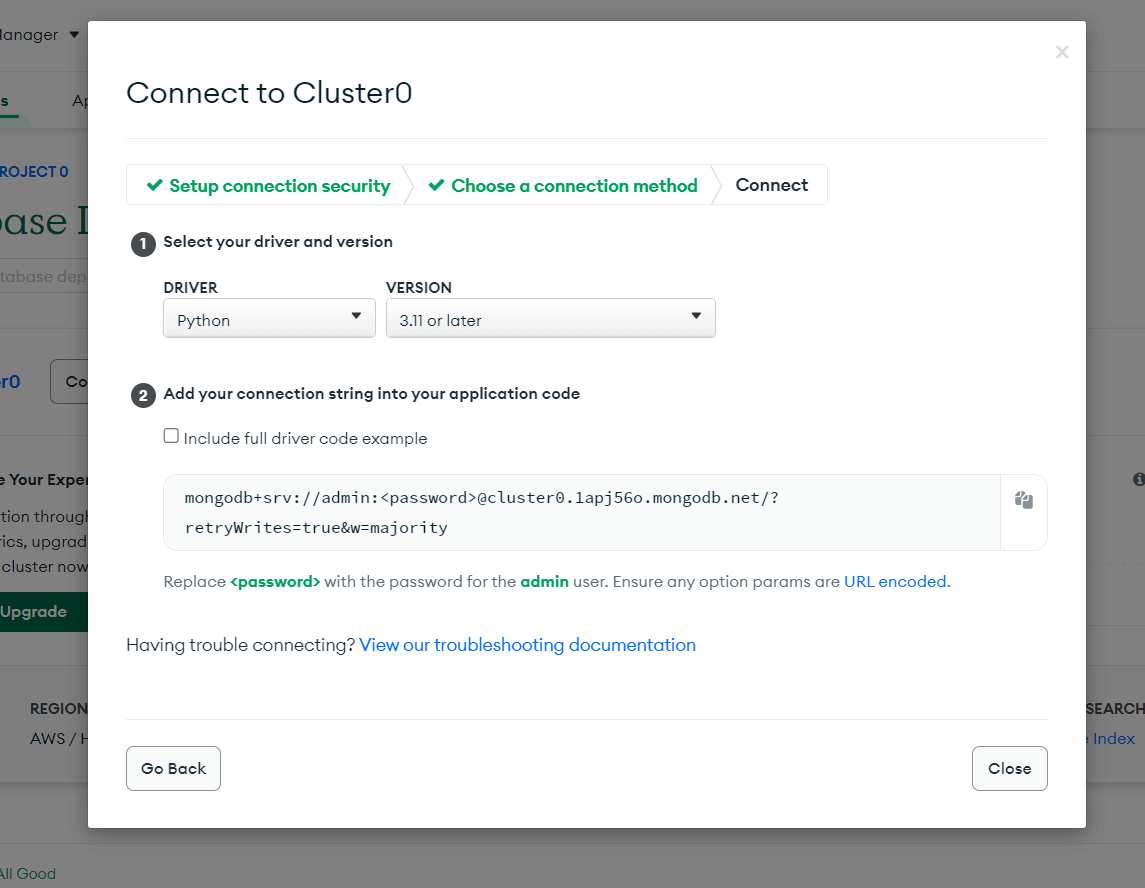 Manager
×
Connect to Cluster0
s
Ap
Setup connection security
Choose a connection method
Connect
ROJECT 0
1 Select your driver and version
base D
DRIVER
VERSION
tabase dep
Python
3.11 or later
r0
Co
2 Add your connection string into your application code
Include full driver code example
e Your Exper
mongodb+srv://admin:<password>@cluster0.1apj56o.mongodb.net/?
retryWrites=true&w=majority
tion through
rics, upgrad
cluster now
Replace <password> with the password for the admin user. Ensure any option params are URL encoded.
Upgrade
Having trouble connecting? View our troubleshooting documentation
REGION
SEARCH
AWS / H
e Index
Go Back
Close
All Good